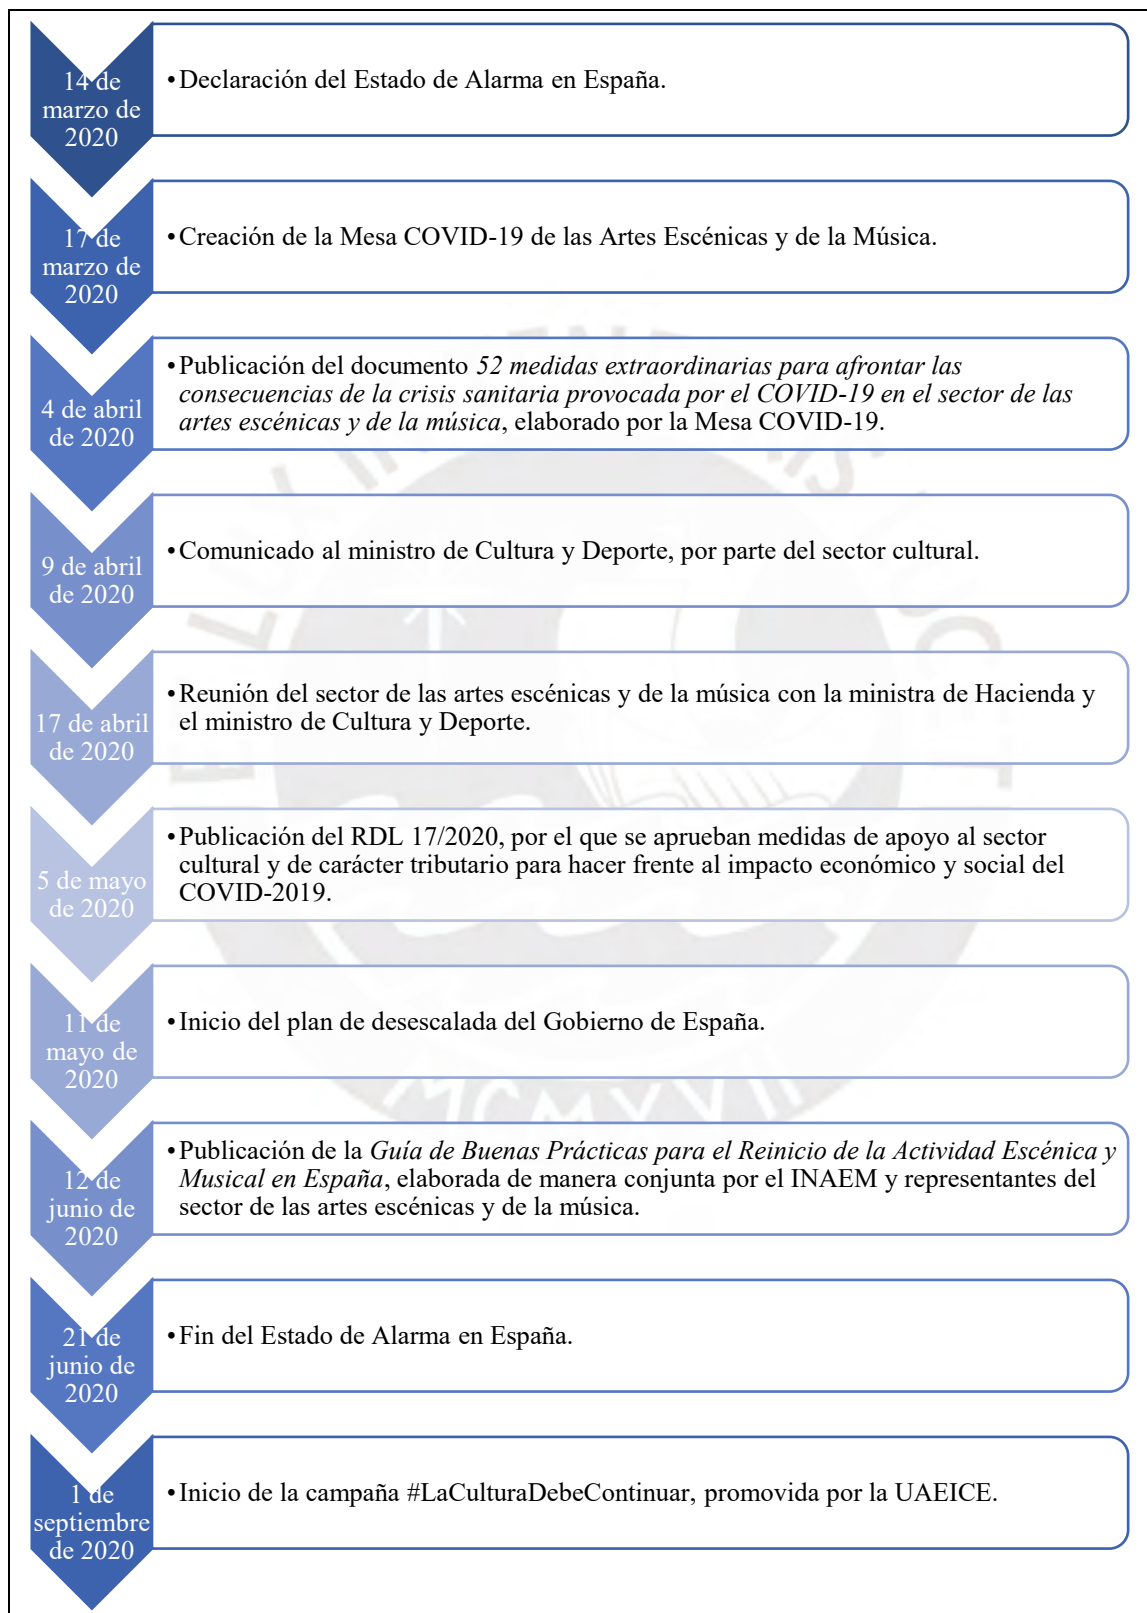 14 de
marzo de
2020
•Declaración del Estado de Alarma en España.
17 de
marzo de
2020
•Creación de la Mesa COVID-19 de las Artes Escénicas y de la Música.
4 de abril
de 2020
•Publicación del documento 52 medidas extraordinarias para afrontar las
consecuencias de la crisis sanitaria provocada por el COVID-19 en el sector de las
artes escénicas y de la música, elaborado por la Mesa COVID-19.
9 de abril
de 2020
•Comunicado al ministro de Cultura y Deporte, por parte del sector cultural.
17 de abril
de 2020
•Reunión del sector de las artes escénicas y de la música con la ministra de Hacienda y
el ministro de Cultura y Deporte.
5 de mayo
de 2020
•Publicación del RDL 17/2020, por el que se aprueban medidas de apoyo al sector
cultural y de carácter tributario para hacer frente al impacto económico y social del
COVID-2019.
11 de
mayo de
2020
•Inicio del plan de desescalada del Gobierno de España.
12 de
junio de
2020
•Publicación de la Guía de Buenas Prácticas para el Reinicio de la Actividad Escénica y
Musical en España, elaborada de manera conjunta por el INAEM y representantes del
sector de las artes escénicas y de la música.
21 de
junio de
2020
•Fin del Estado de Alarma en España.
1 de
septiembre
de 2020
•Inicio de la campaña #LaCulturaDebeContinuar, promovida por la UAEICE.
MCMXVII